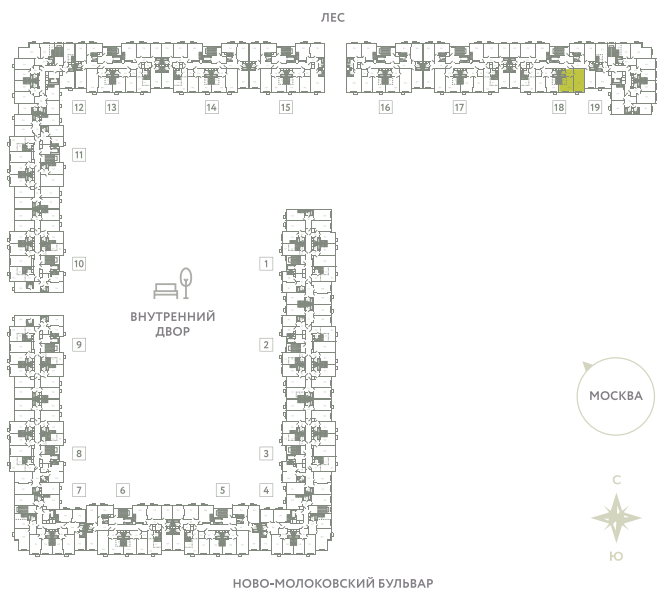 ЛЕС
12 13 14 15 16 17 18 19
11
10 1
ВНУТРЕННИЙ
ДВОР
9 2
МОСКВА
8 3
7 6 5 4
С
Ю
НОВО-МОЛОКОВСКИЙ БУЛЬВАР